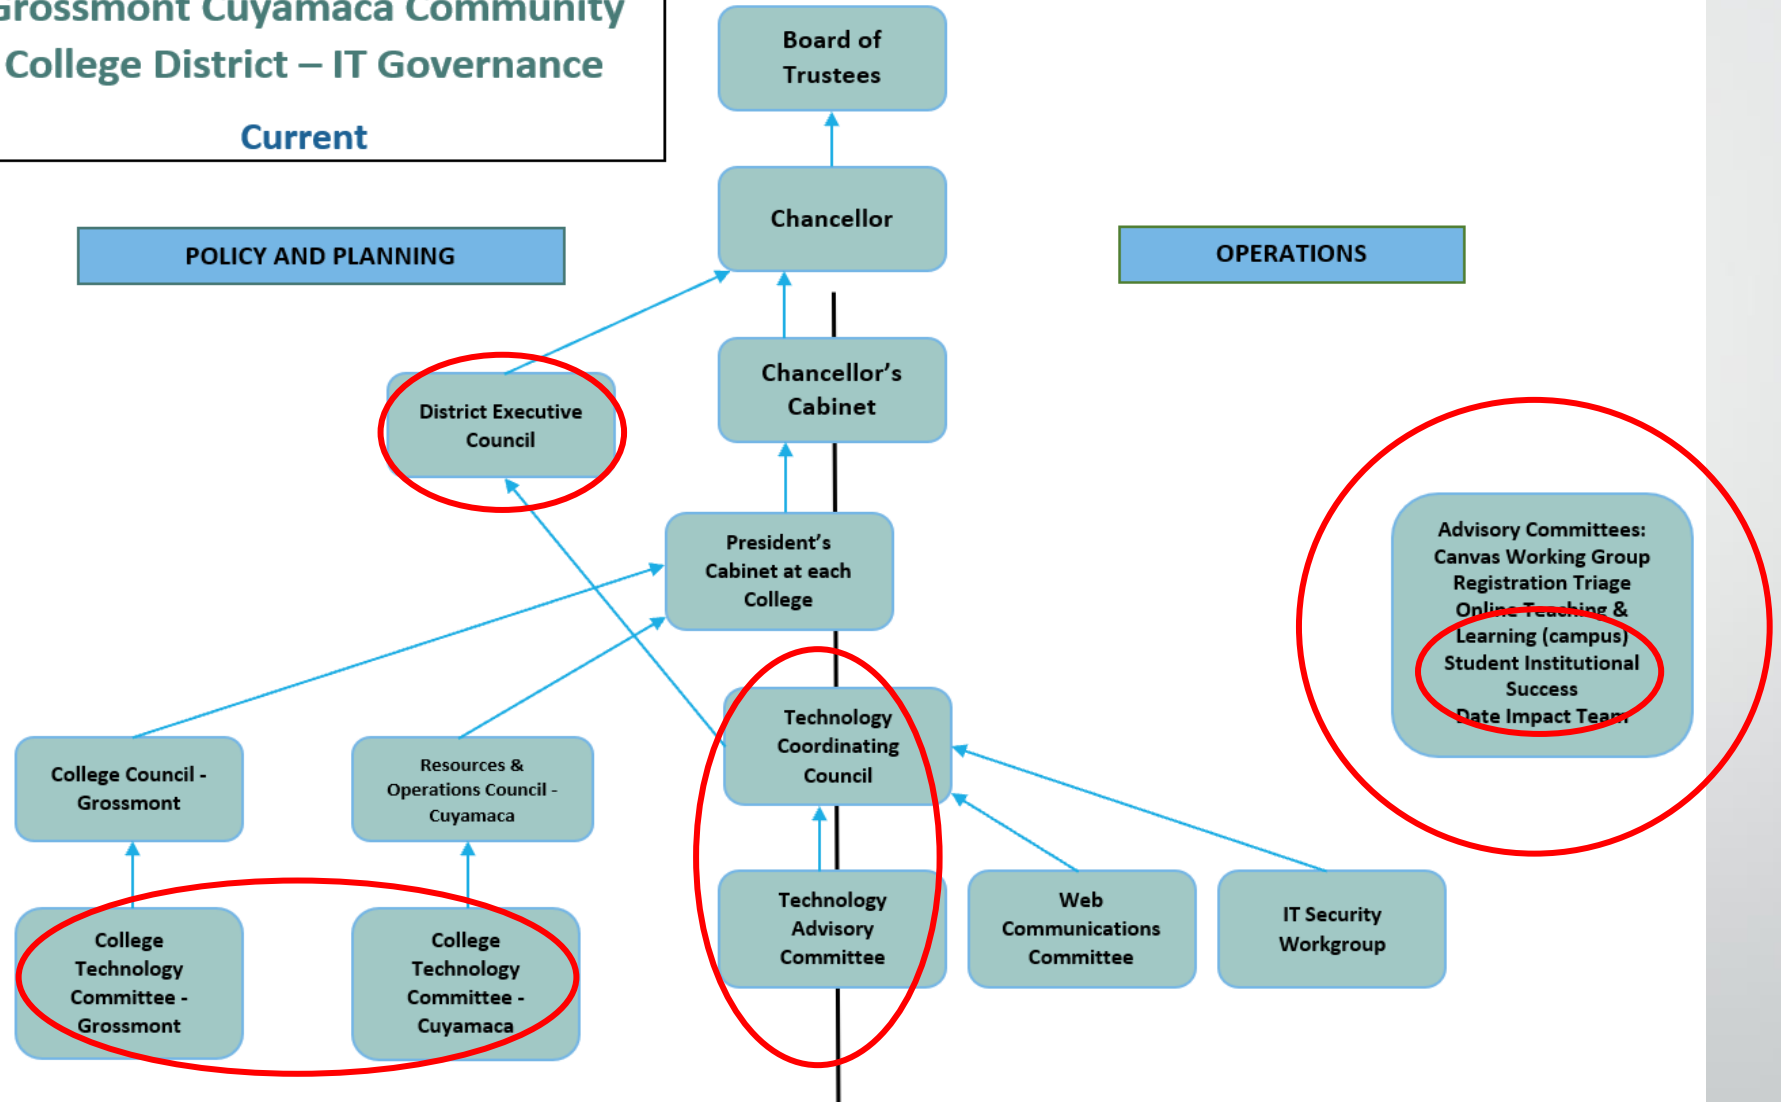 Grossmont Cuyamaca Community
College District – IT Governance
Current
Board of
Trustees
Chancellor
POLICY AND PLANNING
OPERATIONS
Chancellor's
Cabinet
District Executive
Council
President's
Cabinet at each
College
Advisory Committees:
Canvas Working Group
Registration Triage
Online Teaching &
Learning (campus)
Student Institutional
Success
Date Impact Team
Technology
Coordinating
Council
College Council -
Grossmont
Resources &
Operations Council -
Cuyamaca
College
Technology
Committee -
Grossmont
College
Technology
Committee -
Cuyamaca
Technology
Advisory
Committee
Web
Communications
Committee
IT Security
Workgroup